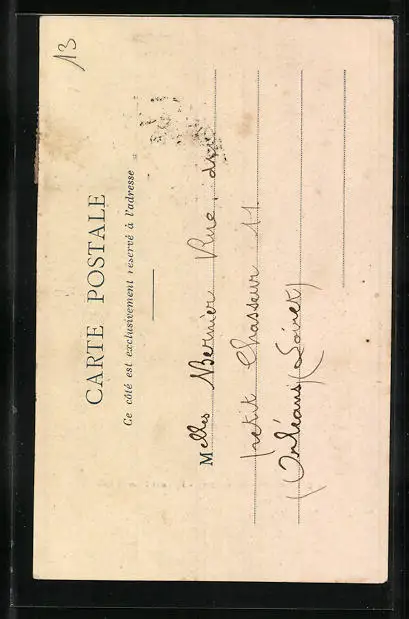 13
CARTE POSTALE
Ce côté est exclusivement réservé à l'adresse
Melles Bernier Rue du
petit Chasseur 11
(Orléans) (Loiret)